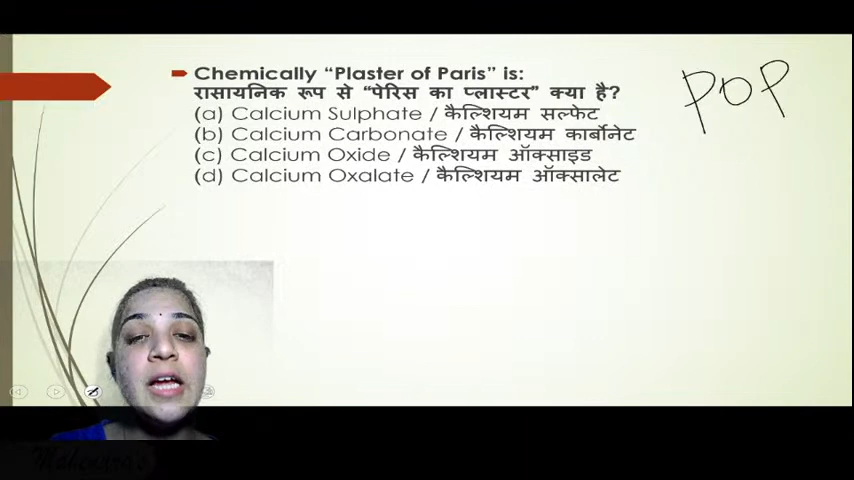 Chemically “Plaster of Paris” is:
रासायनिक रूप से “पेरिस का प्लास्टर” क्या है?
(a) Calcium Sulphate / कैल्शियम सल्फेट
(b) Calcium Carbonate / कैल्शियम कार्बोनेट
(c) Calcium Oxide / कैल्शियम ऑक्साइड
(d) Calcium Oxalate / कैल्शियम ऑक्सालेट
POP
Mahendra's